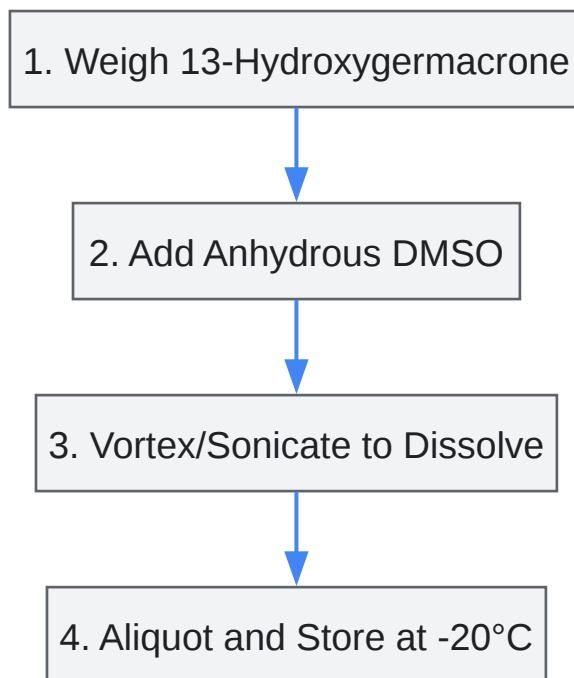 1. Weigh 13-Hydroxygermacrone
2. Add Anhydrous DMSO
3. Vortex/Sonicate to Dissolve
4. Aliquot and Store at -20°C